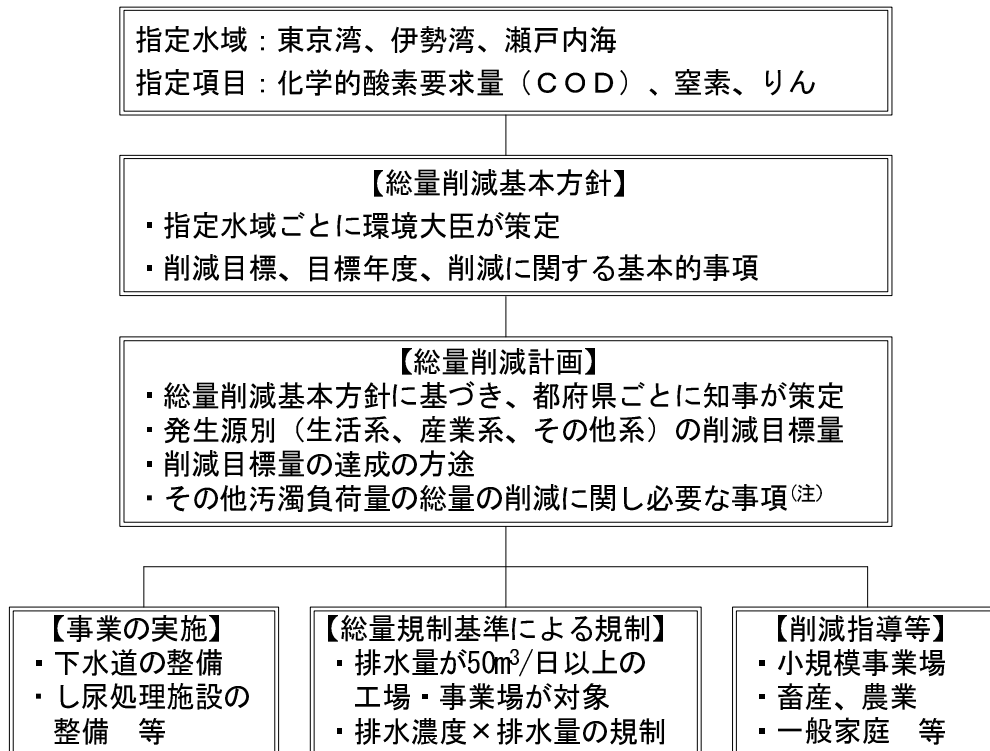 指定水域：東京湾、伊勢湾、瀬戸内海
指定項目：化学的酸素要求量（ＣＯＤ）、窒素、りん
【総量削減基本方針】
・指定水域ごとに環境大臣が策定
・削減目標、目標年度、削減に関する基本的事項
【総量削減計画】
・総量削減基本方針に基づき、都府県ごとに知事が策定
・発生源別（生活系、産業系、その他系）の削減目標量
・削減目標量の達成の方途
・その他汚濁負荷量の総量の削減に関し必要な事項(注)
【事業の実施】
・下水道の整備
・し尿処理施設の
整備　等
【総量規制基準による規制】
・排水量が50m³/日以上の
工場・事業場が対象
・排水濃度×排水量の規制
【削減指導等】
・小規模事業場
・畜産、農業
・一般家庭　等